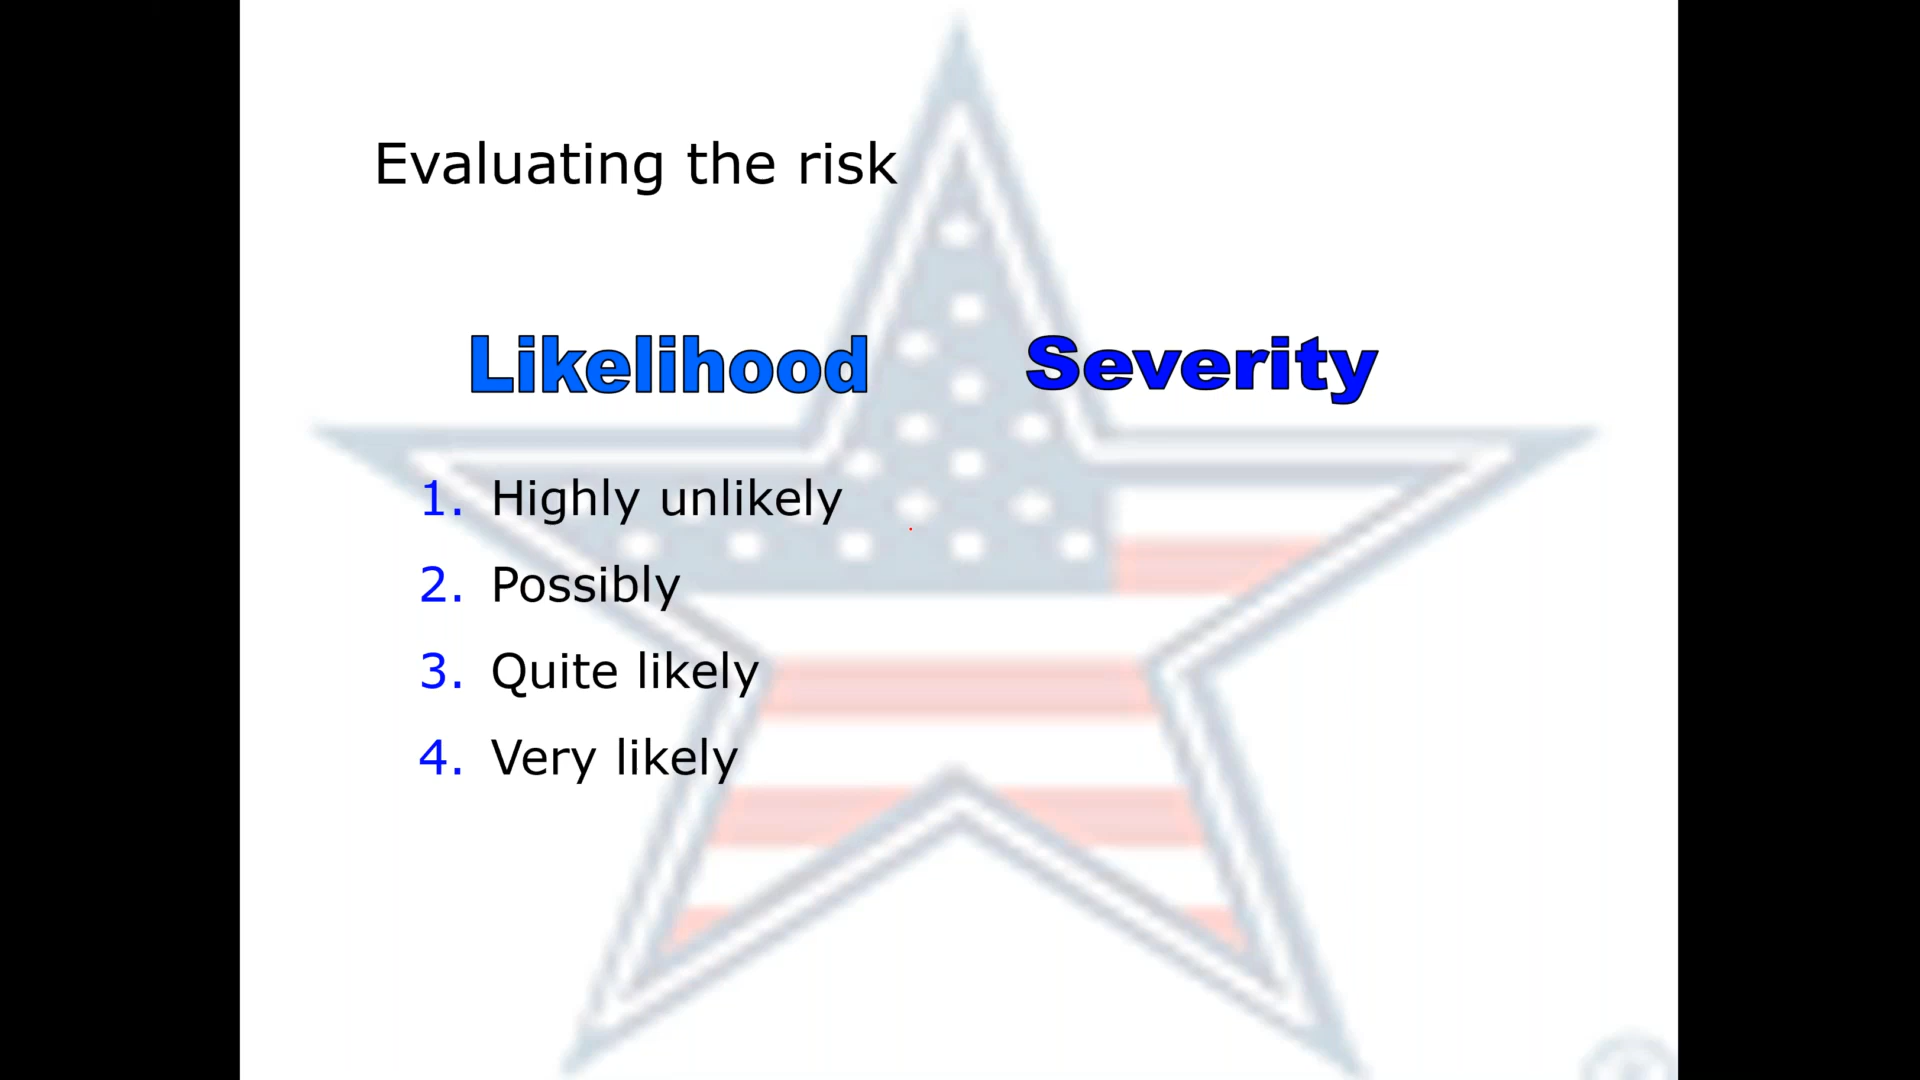 Evaluating the risk
Likelihood Severity
1. Highly unlikely
2. Possibly
3. Quite likely
4. Very likely